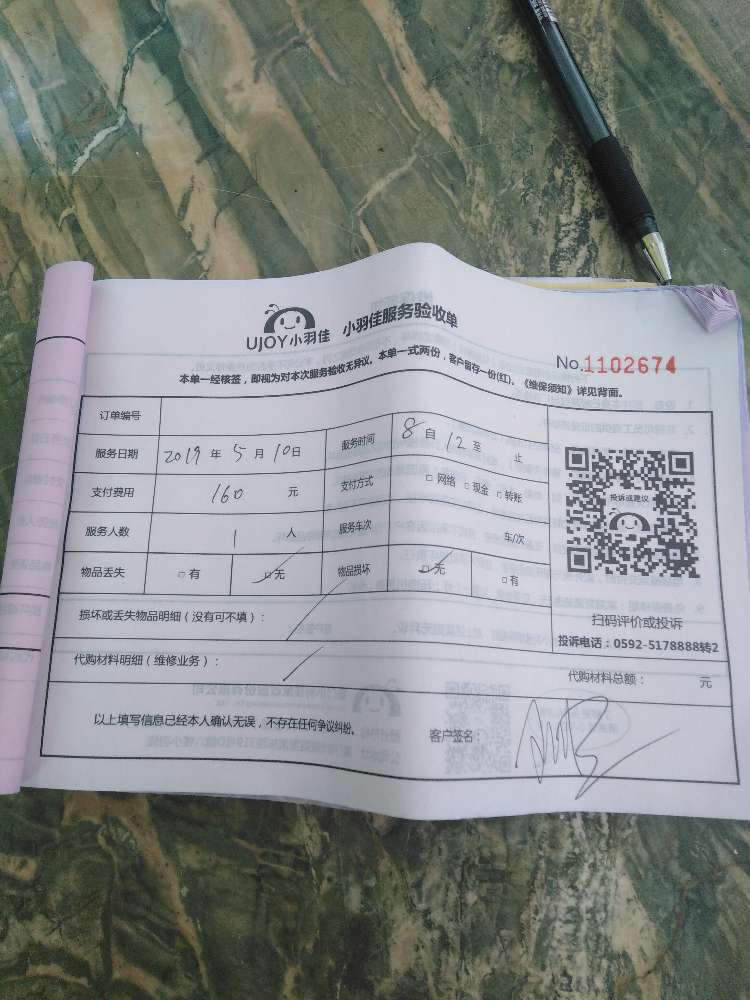 UJOY小羽佳 小羽佳服务验收单
No.1102674
本单一经核签，即视为对本次服务验收无异议。本单一式两份，客户留存一份(红)。《维保须知》详见背面。
订单编号
服务日期 2019年5月10日 服务时间 8自12至 止
支付费用 160 元 支付方式 □网络 □现金 □转账
投诉或建议
服务人数 1 人 服务车次 车/次
物品丢失 □有 □无 物品损坏 □无 □有
扫码评价或投诉
损坏或丢失物品明细（没有可不填）：
投诉电话：0592-5178888转2
代购材料明细（维修业务）：
代购材料总额： 元
以上填写信息已经本人确认无误，不存在任何争议纠纷。 客户签名：